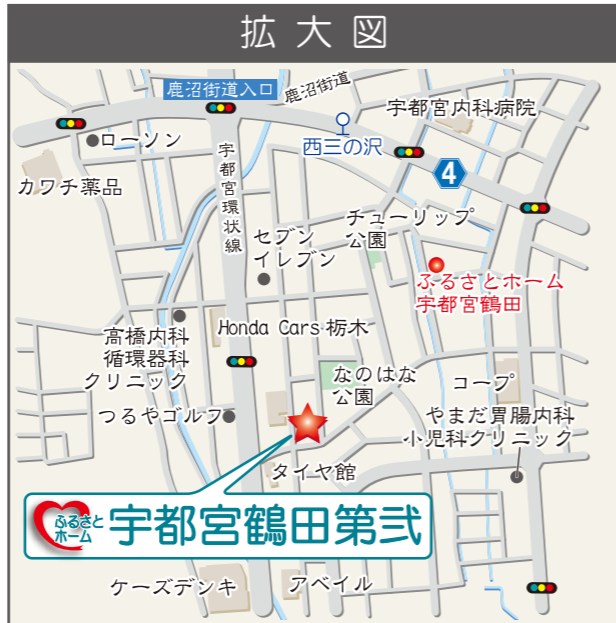 拡大図
鹿沼街道入口
鹿沼街道
宇都宮内科病院
ローソン
西三の沢
4
カワチ薬品
宇都宮環状線
チューリップ
公園
セブン
イレブン
ふるさとホーム
宇都宮鶴田
Honda Cars 栃木
高橋内科
循環器科
クリニック
なのはな
公園
コープ
つるやゴルフ
やまだ胃腸内科
小児科クリニック
タイヤ館
ふるさと
ホーム
宇都宮鶴田第弐
ケーズデンキ
アベイル